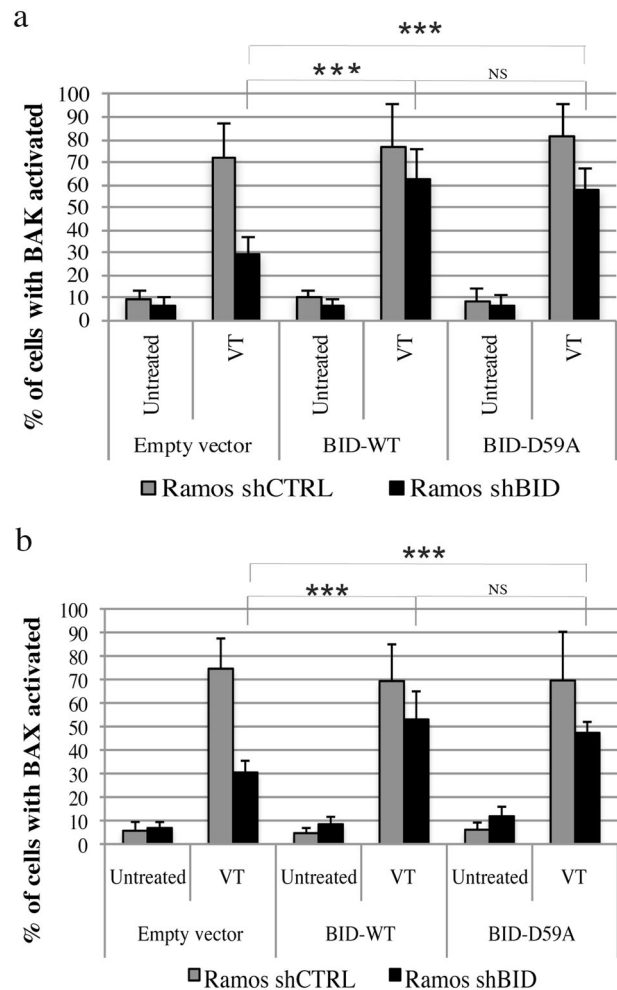 a
***
***
NS
% of cells with BAK activated
100
90
80
70
60
50
40
30
20
10
0
Untreated
VT
Untreated
VT
Untreated
VT
Empty vector
BID-WT
BID-D59A
Ramos shCTRL
Ramos shBID
b
***
***
NS
% of cells with BAX activated
100
90
80
70
60
50
40
30
20
10
0
Untreated VT Untreated VT Untreated VT
Empty vector BID-WT BID-D59A
Ramos shCTRL Ramos shBID